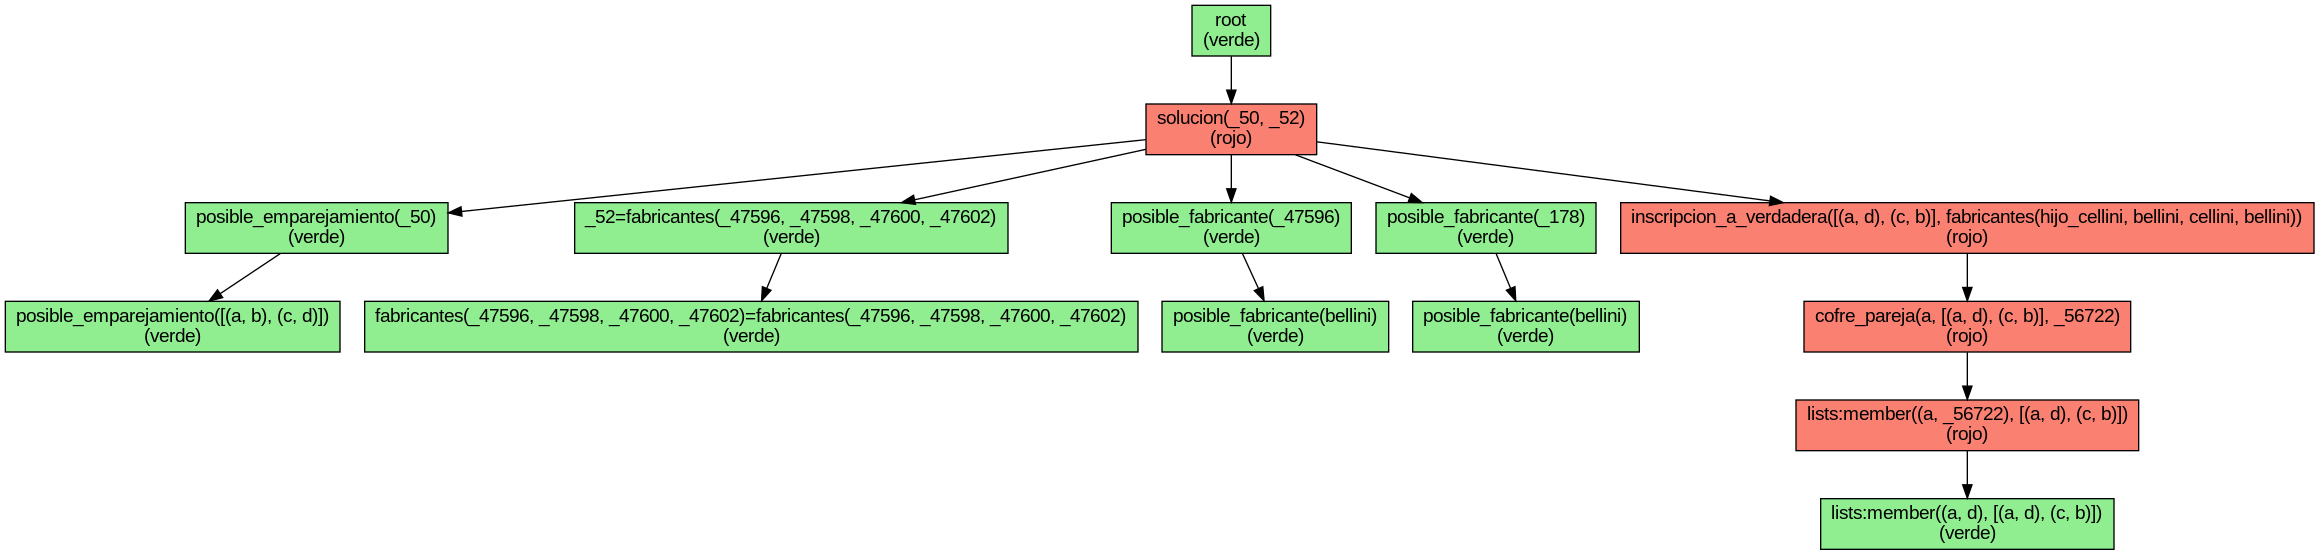 root
(verde)
solucion(_50, _52)
(rojo)
posible_emparejamiento(_50)
(verde)
_52=fabricantes(_47596, _47598, _47600, _47602)
(verde)
posible_fabricante(_47596)
(verde)
posible_fabricante(_178)
(verde)
inscripcion_a_verdadera([(a, d), (c, b)], fabricantes(hijo_cellini, bellini, cellini, bellini))
(rojo)
posible_emparejamiento([(a, b), (c, d)])
(verde)
fabricantes(_47596, _47598, _47600, _47602)=fabricantes(_47596, _47598, _47600, _47602)
(verde)
posible_fabricante(bellini)
(verde)
posible_fabricante(bellini)
(verde)
cofre_pareja(a, [(a, d), (c, b)], _56722)
(rojo)
lists:member((a, _56722), [(a, d), (c, b)])
(rojo)
lists:member((a, d), [(a, d), (c, b)])
(verde)